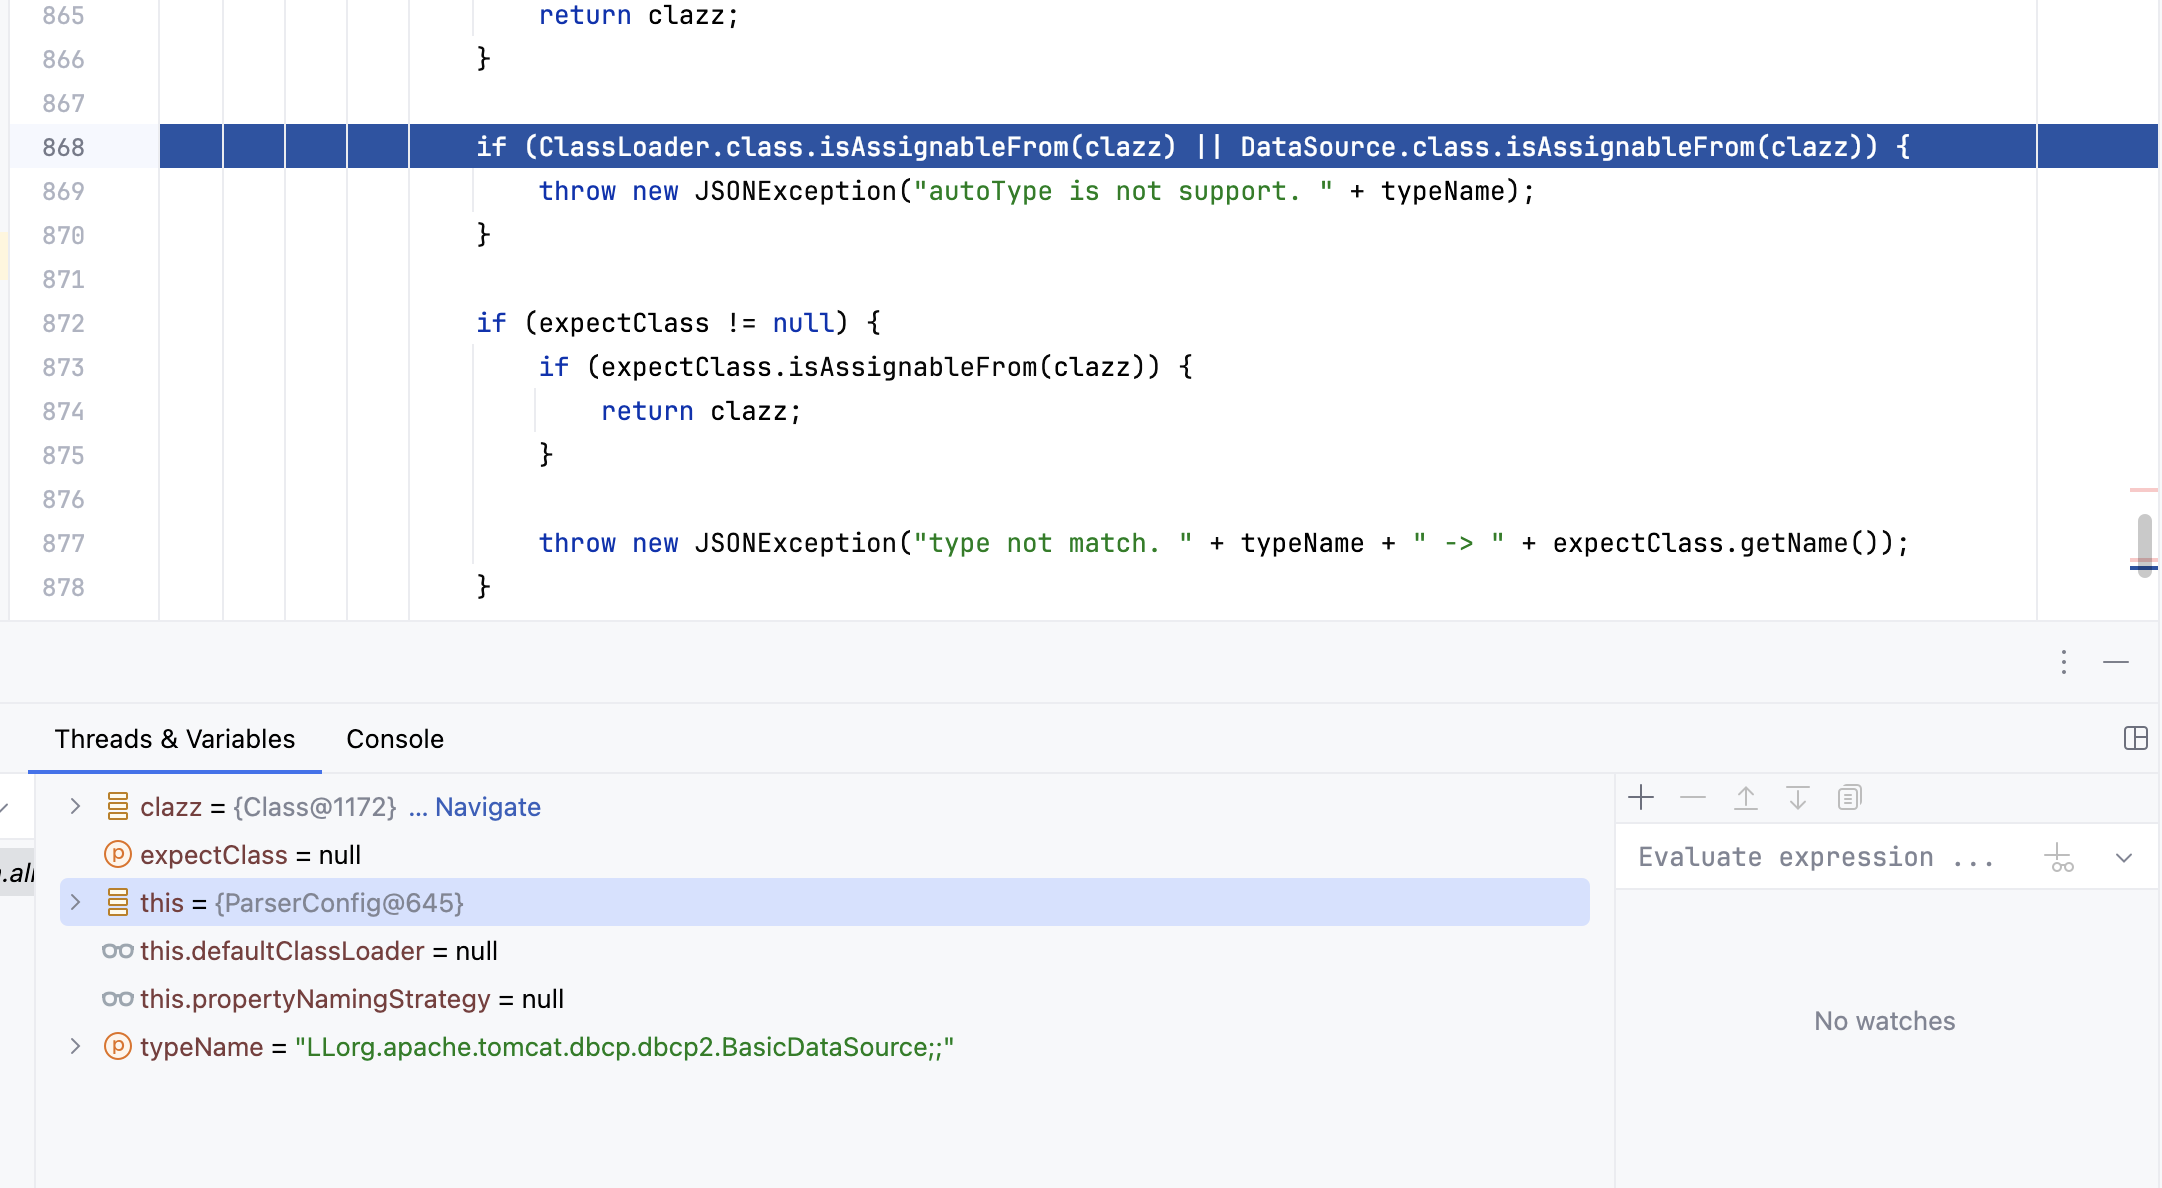 865 return clazz;
866 }
867
868 if (ClassLoader.class.isAssignableFrom(clazz) || DataSource.class.isAssignableFrom(clazz)) {
869 throw new JSONException("autoType is not support. " + typeName);
870 }
871
872 if (expectClass != null) {
873 if (expectClass.isAssignableFrom(clazz)) {
874 return clazz;
875 }
876
877 throw new JSONException("type not match. " + typeName + " -> " + expectClass.getName());
878 }
Threads & Variables Console
clazz = {Class@1172} ... Navigate
expectClass = null
this = {ParserConfig@645}
this.defaultClassLoader = null
this.propertyNamingStrategy = null
typeName = "LLorg.apache.tomcat.dbcp.dbcp2.BasicDataSource;;"
Evaluate expression ...
No watches